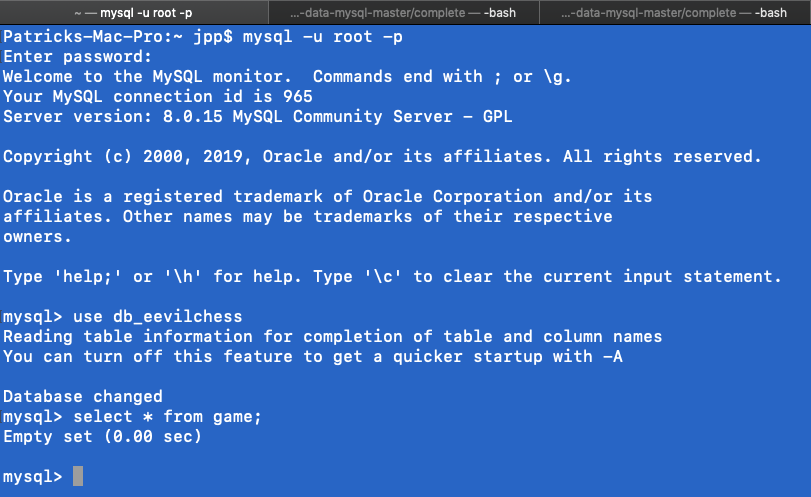 ~ — mysql -u root -p
...-data-mysql-master/complete — -bash
...-data-mysql-master/complete — -bash
Patricks-Mac-Pro:~ jpp$ mysql -u root -p
Enter password:
Welcome to the MySQL monitor.  Commands end with ; or \g.
Your MySQL connection id is 965
Server version: 8.0.15 MySQL Community Server - GPL
Copyright (c) 2000, 2019, Oracle and/or its affiliates. All rights reserved.
Oracle is a registered trademark of Oracle Corporation and/or its
affiliates. Other names may be trademarks of their respective
owners.
Type 'help;' or '\h' for help. Type '\c' to clear the current input statement.
mysql> use db_eevilchess
Reading table information for completion of table and column names
You can turn off this feature to get a quicker startup with -A
Database changed
mysql> select * from game;
Empty set (0.00 sec)
mysql>